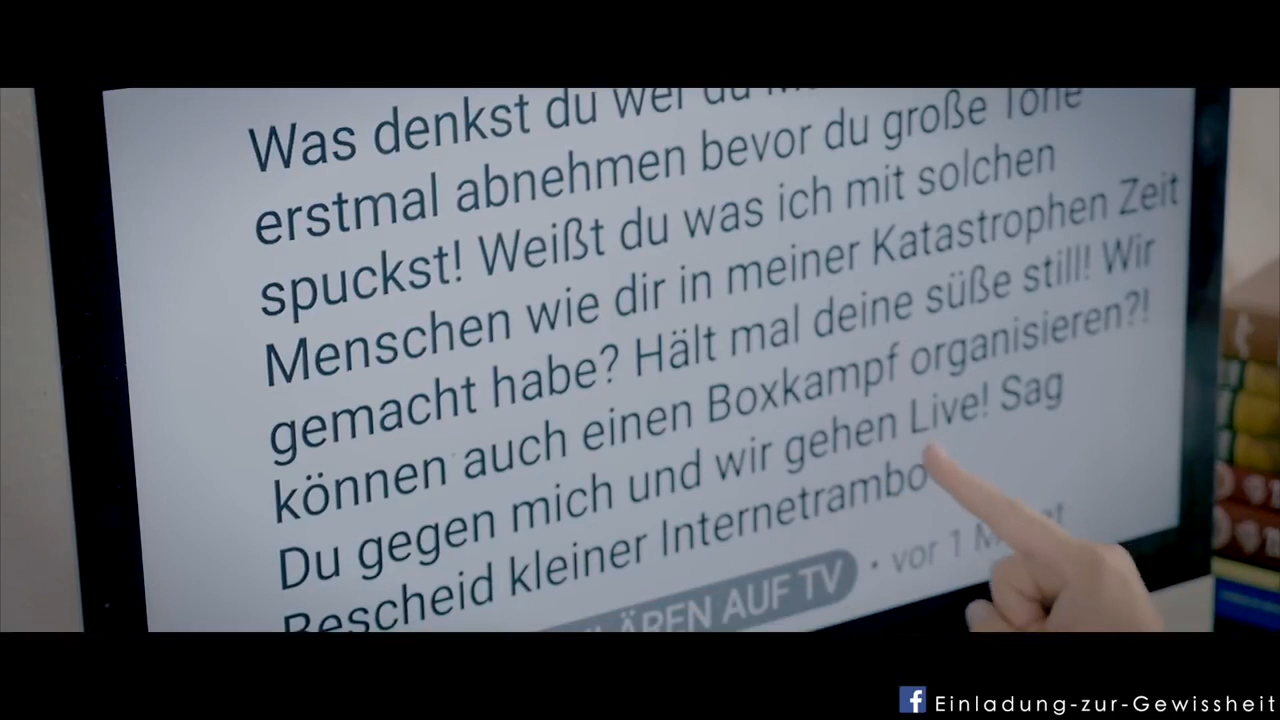 Was denkst du wer du
erstmal abnehmen bevor du große Töne
spuckst! Weißt du was ich mit solchen
Menschen wie dir in meiner Katastrophen Zeit
gemacht habe? Hält mal deine süße still! Wir
können auch einen Boxkampf organisieren?!
Du gegen mich und wir gehen Live! Sag
Bescheid kleiner Internetrambo
AUF TV • vor 1
Einladung-zur-Gewissheit